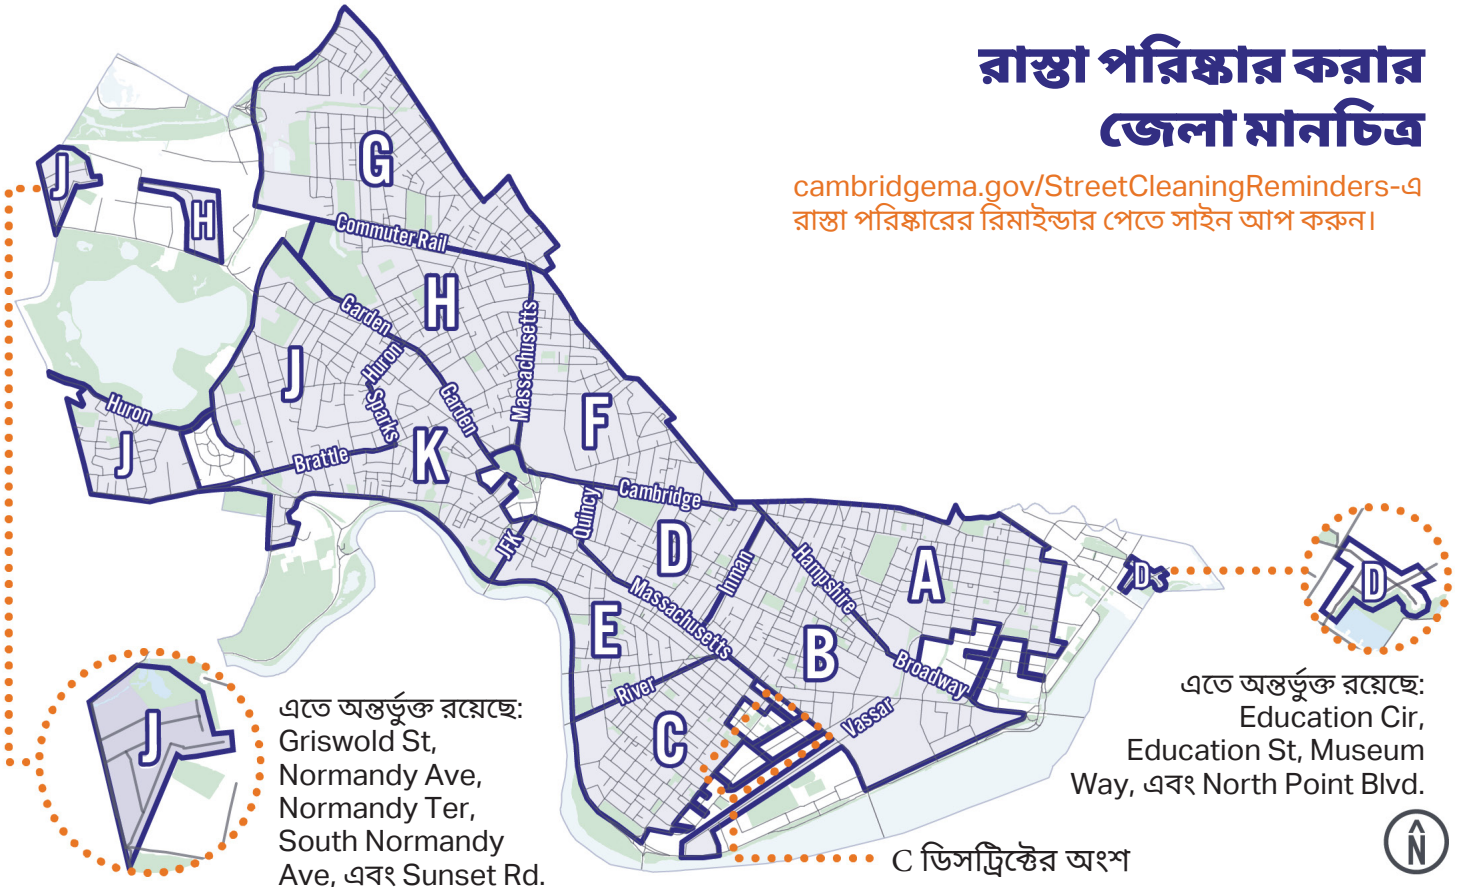 রাস্তা পরিষ্কার করার
জেলা মানচিত্র
cambridgema.gov/StreetCleaningReminders-এ
রাস্তা পরিষ্কারের রিমাইন্ডার পেতে সাইন আপ করুন।
G
J
H
Commuter Rail
H
Garden
Massachusetts
Huron
J
Garden
Sparks
Huron
F
J
K
Brattle
Cambridge
Quincy
JFK
D
Inman
Hampshire
A
D
D
Massachusetts
E
B
Broadway
River
Vassar
C
J
এতে অন্তর্ভুক্ত রয়েছে:
Griswold St,
Normandy Ave,
Normandy Ter,
South Normandy
Ave, এবং Sunset Rd.
এতে অন্তর্ভুক্ত রয়েছে:
Education Cir,
Education St, Museum
Way, এবং North Point Blvd.
C ডিসট্রিক্টের অংশ
N